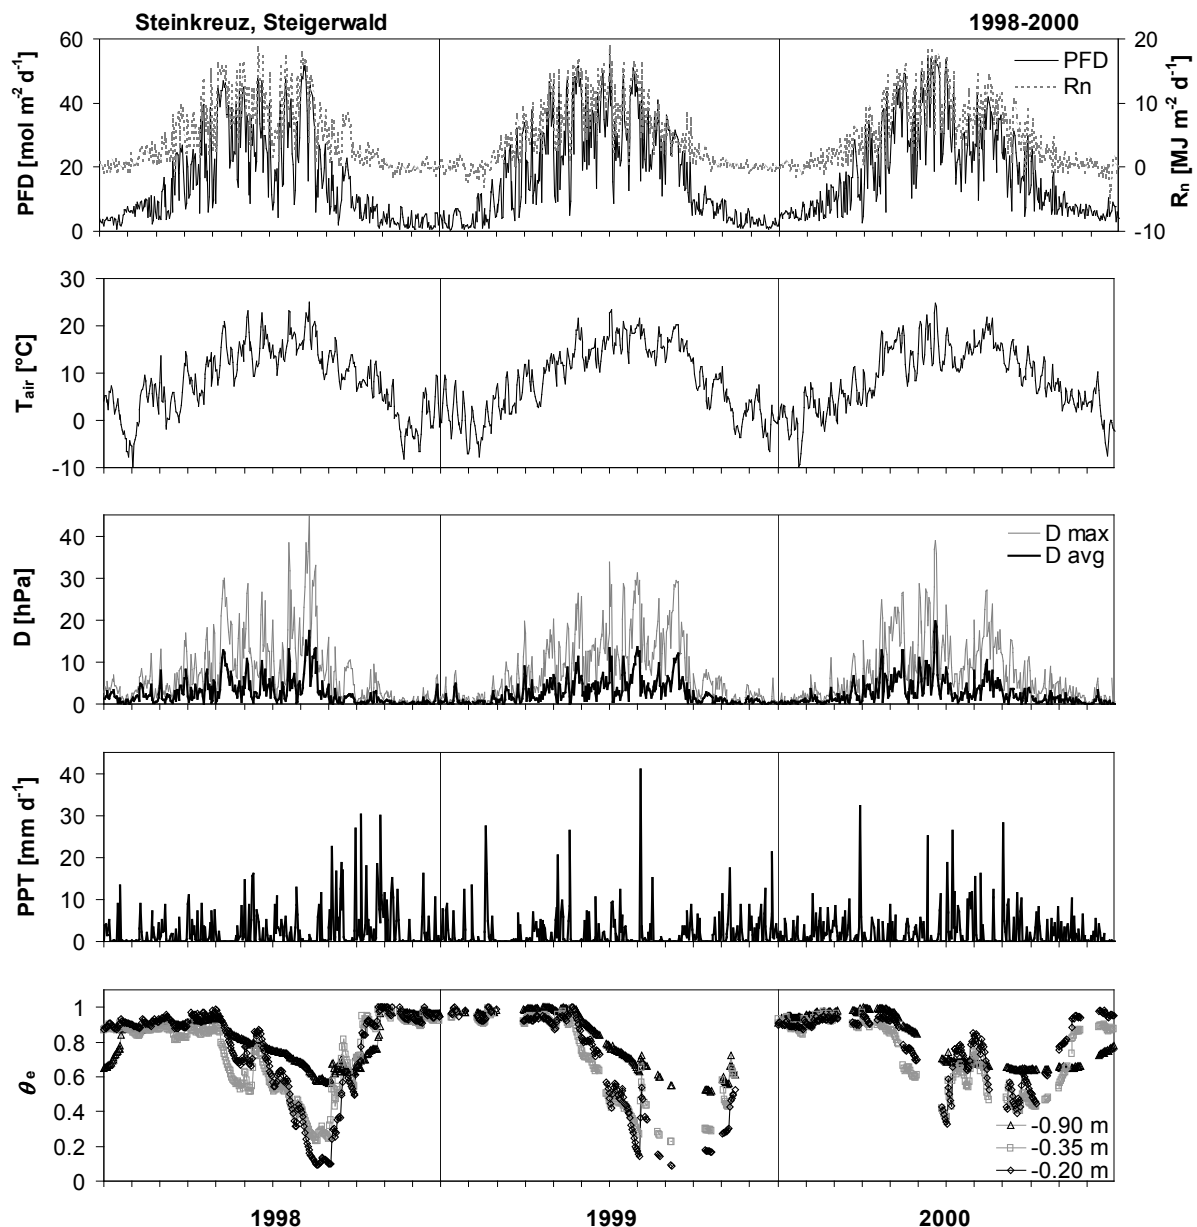 Steinkreuz, Steigerwald 1998-2000
PFD [mol m-2 d-1]
60
40
20
0
PFD
Rn
20
10
0
-10
Rn [MJ m-2 d-1]
Tair [°C]
30
20
10
0
-10
D [hPa]
40
30
20
10
0
D max
D avg
PPT [mm d-1]
40
30
20
10
0
θe
1
0.8
0.6
0.4
0.2
0
-0.90 m
-0.35 m
-0.20 m
1998 1999 2000